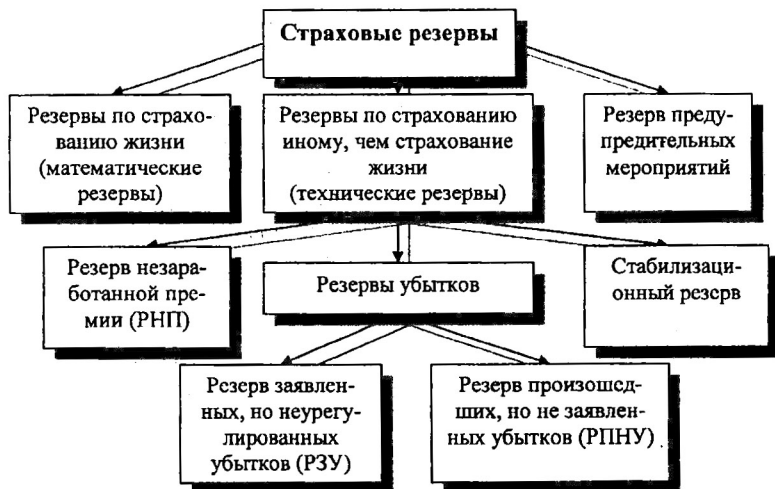 Страховые резервы
Резервы по страхо-
ванию жизни
(математические
резервы)
Резервы по страхованию
иному, чем страхование
жизни
(технические резервы)
Резерв преду-
предительных
мероприятий
Резерв незара-
ботанной пре-
мии (РНП)
Резервы убытков
Стабилизаци-
онный резерв
Резерв заявлен-
ных, но неурегу-
лированных
убытков (РЗУ)
Резерв произошед-
ших, но не заявлен-
ных убытков (РПНУ)